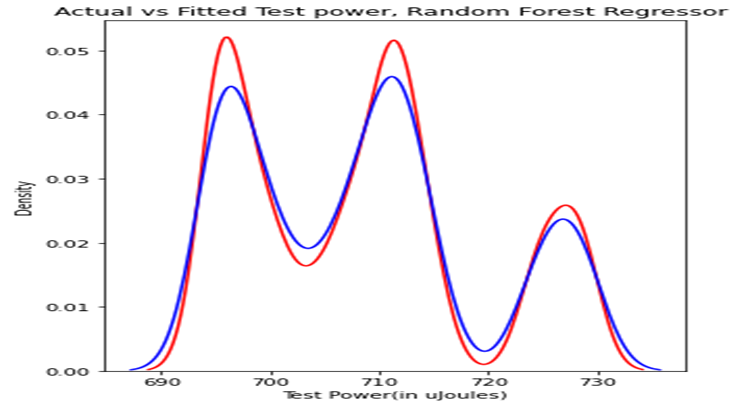 Actual vs Fitted Test power, Random Forest Regressor
0.05
0.04
0.03
0.02
0.01
0.00
Density
690 700 710 720 730
Test Power(in uJoules)